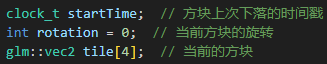 clock_t startTime;  // 方块上次下落的时间戳
int rotation = 0;  // 当前方块的旋转
glm::vec2 tile[4];  // 当前的方块